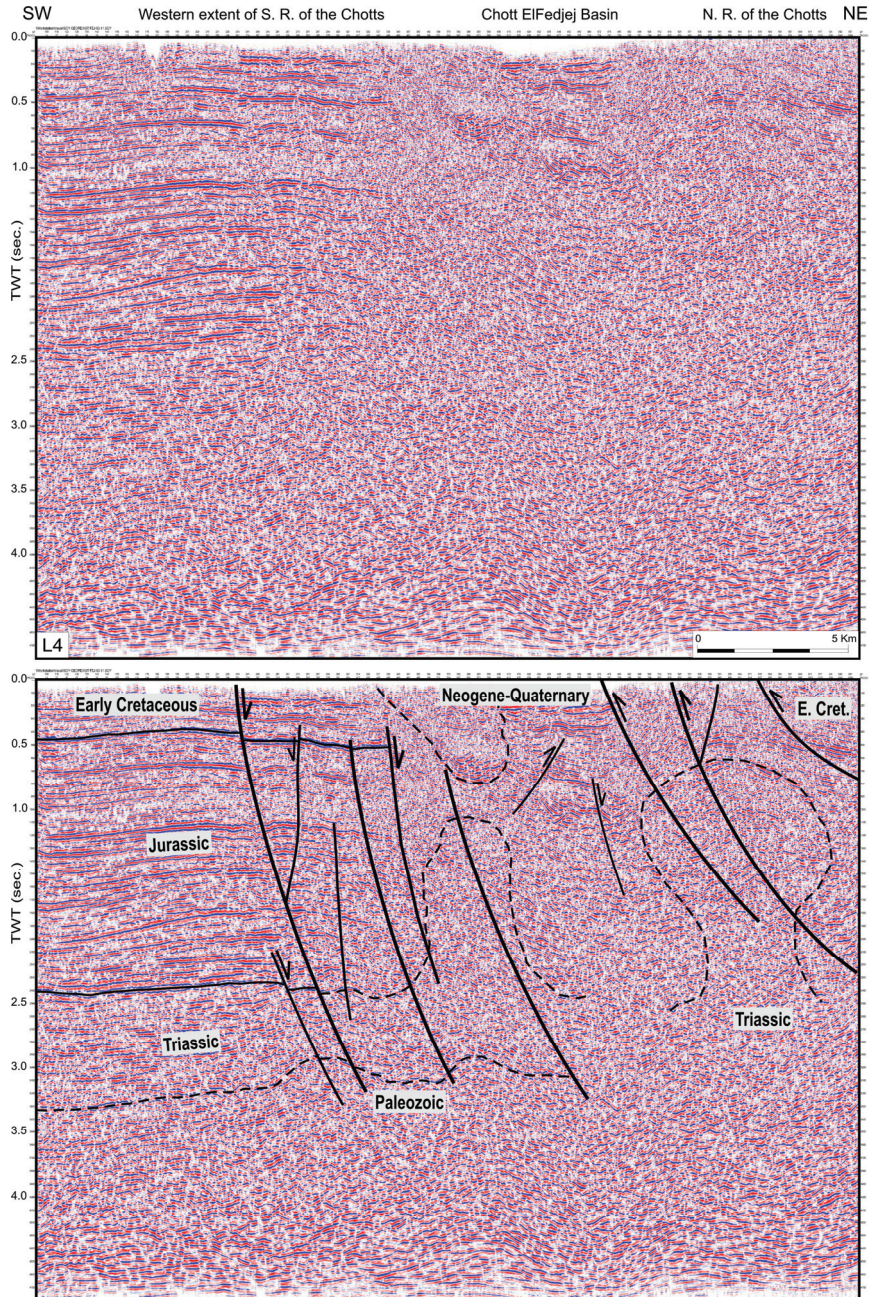 SW Western extent of S. R. of the Chotts Chott ElFedjej Basin N. R. of the Chotts NE
0.0
0.5
1.0
TWT (sec.)
2.5
3.0
3.5
4.0
L4
0 5 Km
0.0
Early Cretaceous
Neogene-Quaternary
E. Cret.
0.5
1.0
Jurassic
TWT (sec.)
2.5
Triassic
Triassic
3.0
Paleozoic
3.5
4.0